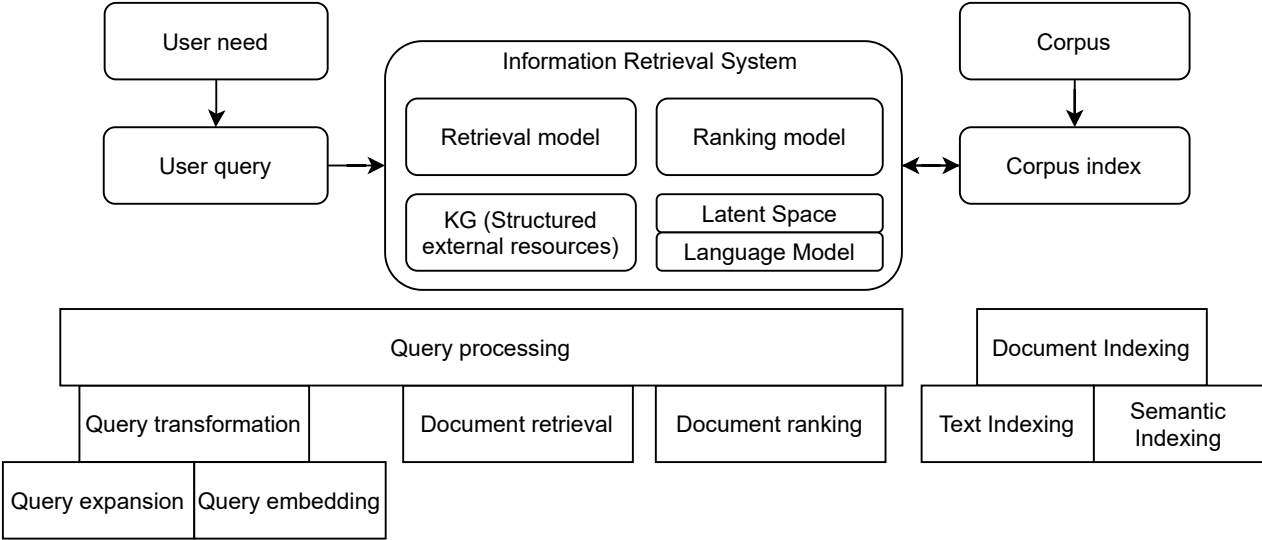 User need
Information Retrieval System
Corpus
Retrieval model
Ranking model
User query
Corpus index
KG (Structured
external resources)
Latent Space
Language Model
Query processing
Document Indexing
Query transformation
Document retrieval
Document ranking
Text Indexing
Semantic
Indexing
Query expansion
Query embedding